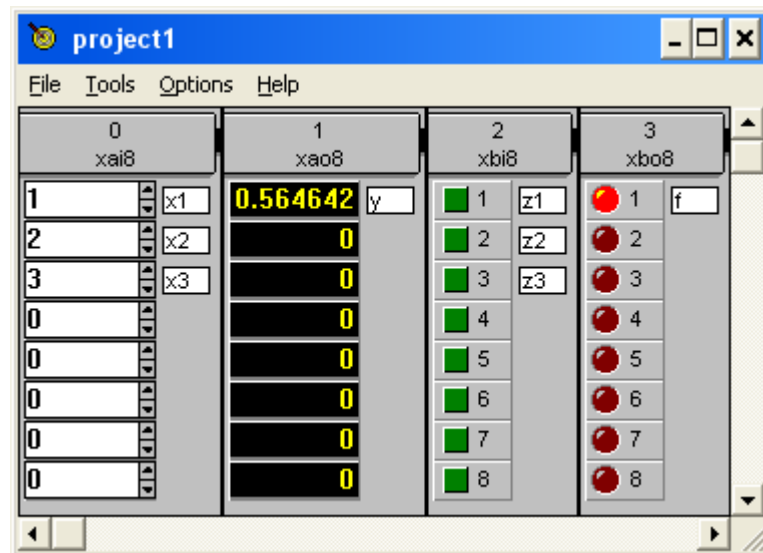 project1
File Tools Options Help
0 1 2 3
xai8 xao8 xbi8 xbo8
1 x1 0.564642 y 1 z1 1 f
2 x2 0 2 z2 2
3 x3 0 3 z3 3
0 0 4 4
0 0 5 5
0 0 6 6
0 0 7 7
0 0 8 8